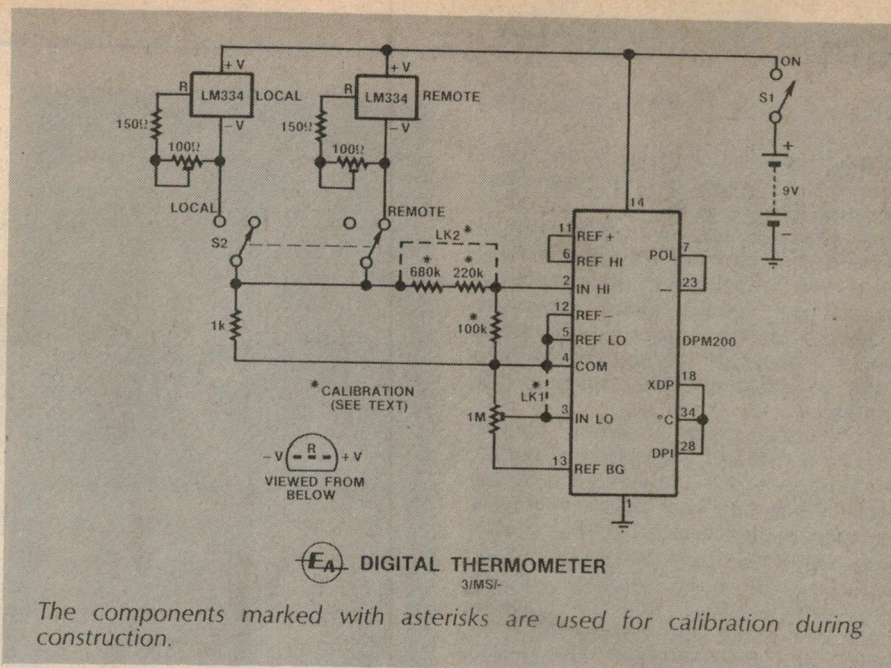 + V
+ V
ON
R
LM334
LOCAL
R
LM334
REMOTE
S1
150Ω
– V
150Ω
– V
+
100Ω
100Ω
9V
–
LOCAL
REMOTE
14
S2
LK2 *
11 REF +
POL 7
* *
6 REF HI
680k 220k
2 IN HI
— 23
12 REF–
1k
* 100k
5 REF LO
DPM200
4 COM
XDP 18
* CALIBRATION
(SEE TEXT)
* LK1
1M
3 IN LO
°C 34
DPI 28
– V R + V
13 REF BG
VIEWED FROM
BELOW
1
EA DIGITAL THERMOMETER
3/MS/-
The components marked with asterisks are used for calibration during
construction.